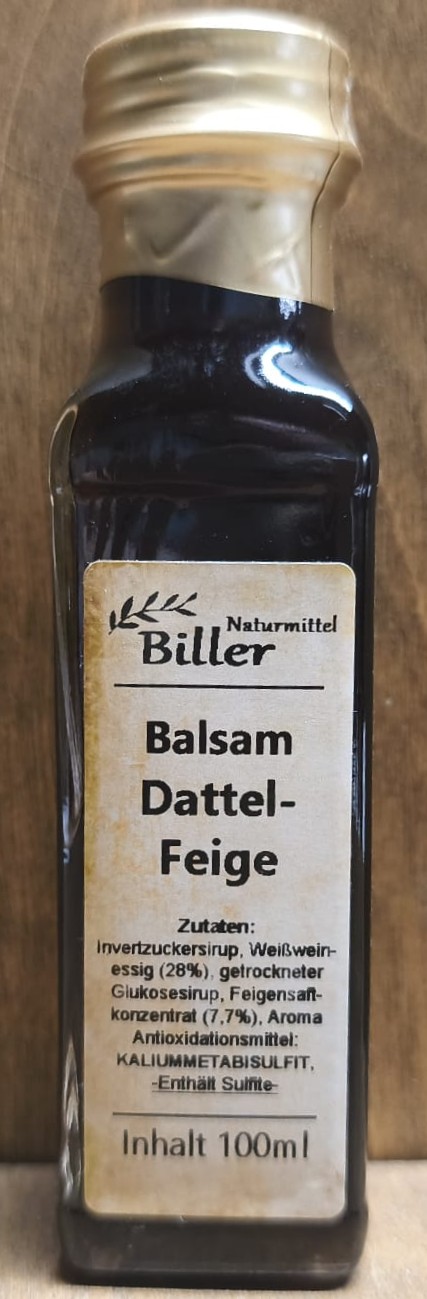 Naturmittel
Biller
Balsam
Dattel-
Feige
Zutaten:
Invertzuckersirup, Weißwein-
essig (28%), getrockneter
Glukosesirup, Feigensaft-
konzentrat (7,7%), Aroma
Antioxidationsmittel:
KALIUMMETABISULFIT,
-Enthält Sulfite-
Inhalt 100ml